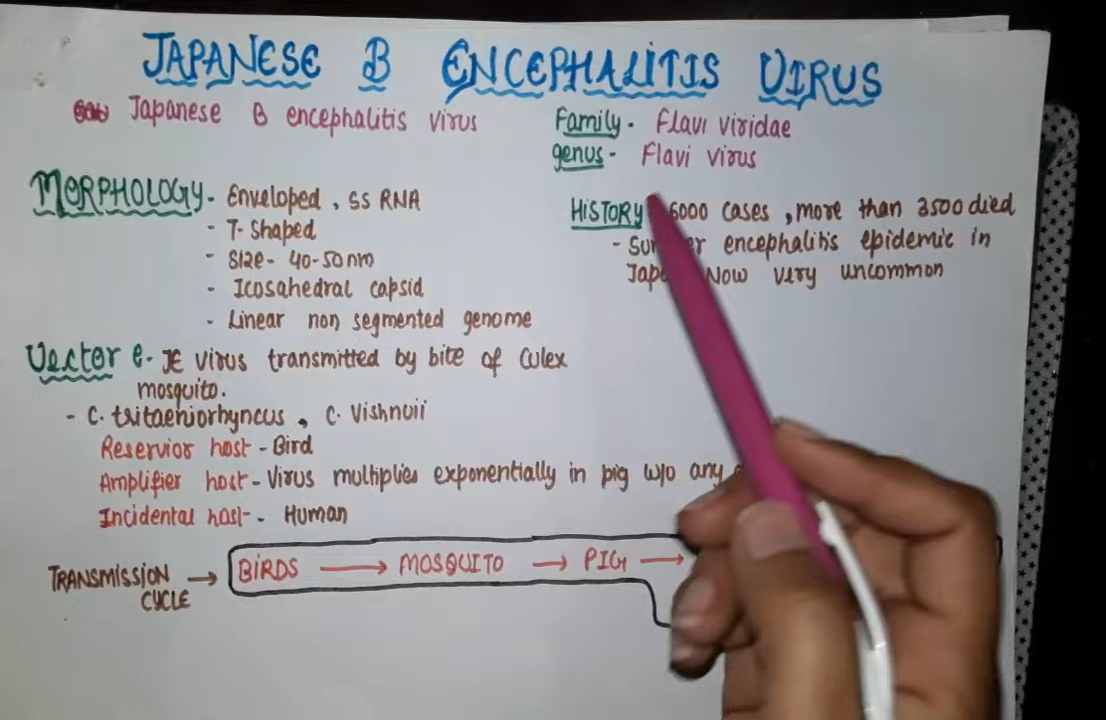 JAPANESE B ENCEPHALITIS VIRUS
Japanese B encephalitis virus
Family- Flavi viridae
genus- Flavi virus
MORPHOLOGY- Enveloped, SS RNA
- T-Shaped
- Size- 40-50nm
- Icosahedral capsid
- Linear non segmented genome
HISTORY 6000 cases, more than 3500 died
- encephalitis epidemic in
Now very uncommon
Vector e- JE virus transmitted by bite of Culex
mosquito.
- C. tritaeniorhyncus, C. Vishnuii
Reservior host - Bird
Amplifier host - Virus multiplies exponentially in pig w/o any
Incidental host - Human
TRANSMISSION CYCLE → BIRDS → MOSQUITO → PIG →